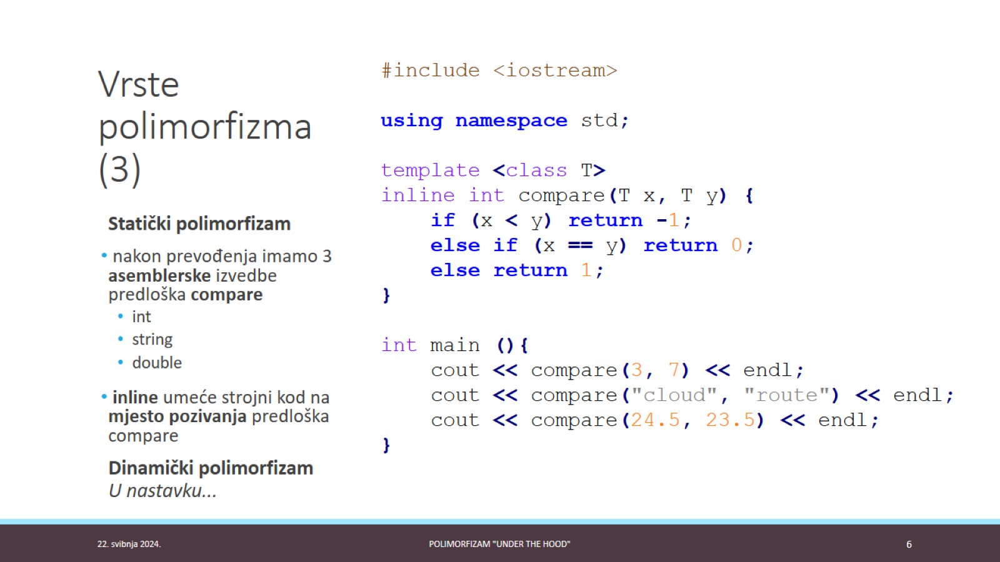 Vrste
polimorfizma
(3)
Statički polimorfizam
• nakon prevođenja imamo 3
asemblerske izvedbe
predloška compare
• int
• string
• double
• inline umeće strojni kod na
mjesto pozivanja predloška
compare
Dinamički polimorfizam
U nastavku...
#include <iostream>
using namespace std;
template <class T>
inline int compare(T x, T y) {
    if (x < y) return -1;
    else if (x == y) return 0;
    else return 1;
}
int main (){
    cout << compare(3, 7) << endl;
    cout << compare("cloud", "route") << endl;
    cout << compare(24.5, 23.5) << endl;
}
22. svibnja 2024.
POLIMORFIZAM "UNDER THE HOOD"
6